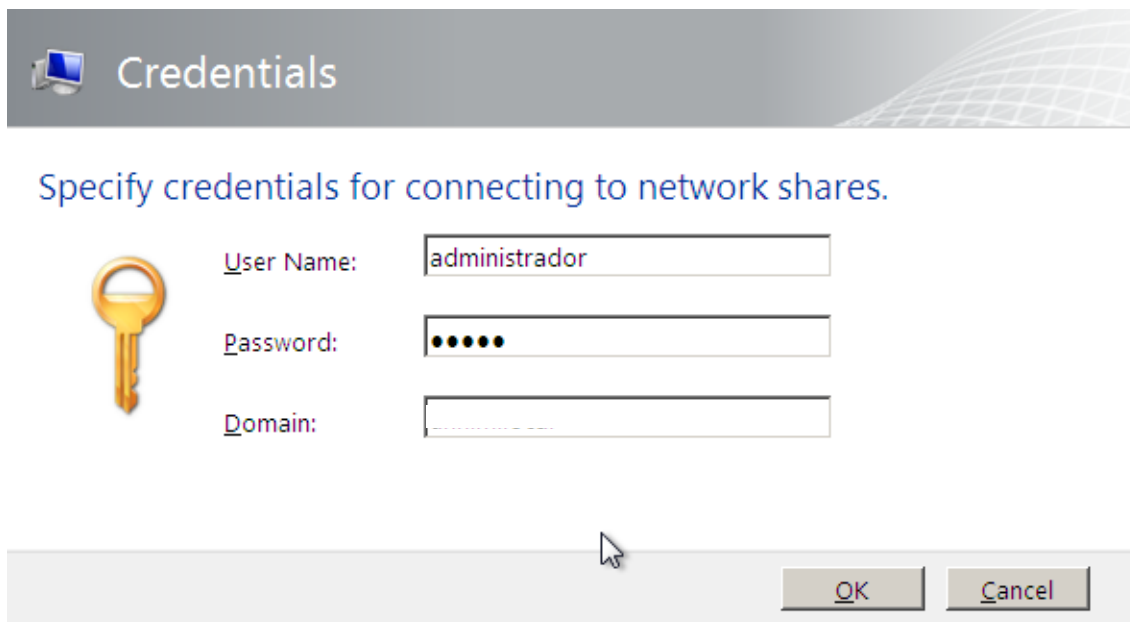 Credentials
Specify credentials for connecting to network shares.
User Name: administrador
Password: •••••
Domain:
OK Cancel